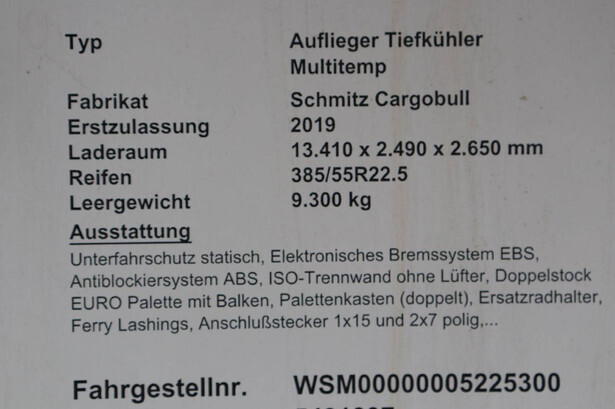 Typ Auflieger Tiefkühler
Multitemp
Fabrikat Schmitz Cargobull
Erstzulassung 2019
Laderaum 13.410 x 2.490 x 2.650 mm
Reifen 385/55R22.5
Leergewicht 9.300 kg
Ausstattung
Unterfahrschutz statisch, Elektronisches Bremssystem EBS,
Antiblockiersystem ABS, ISO-Trennwand ohne Lüfter, Doppelstock
EURO Palette mit Balken, Palettenkasten (doppelt), Ersatzradhalter,
Ferry Lashings, Anschlußstecker 1x15 und 2x7 polig,...
Fahrgestellnr. WSM00000005225300